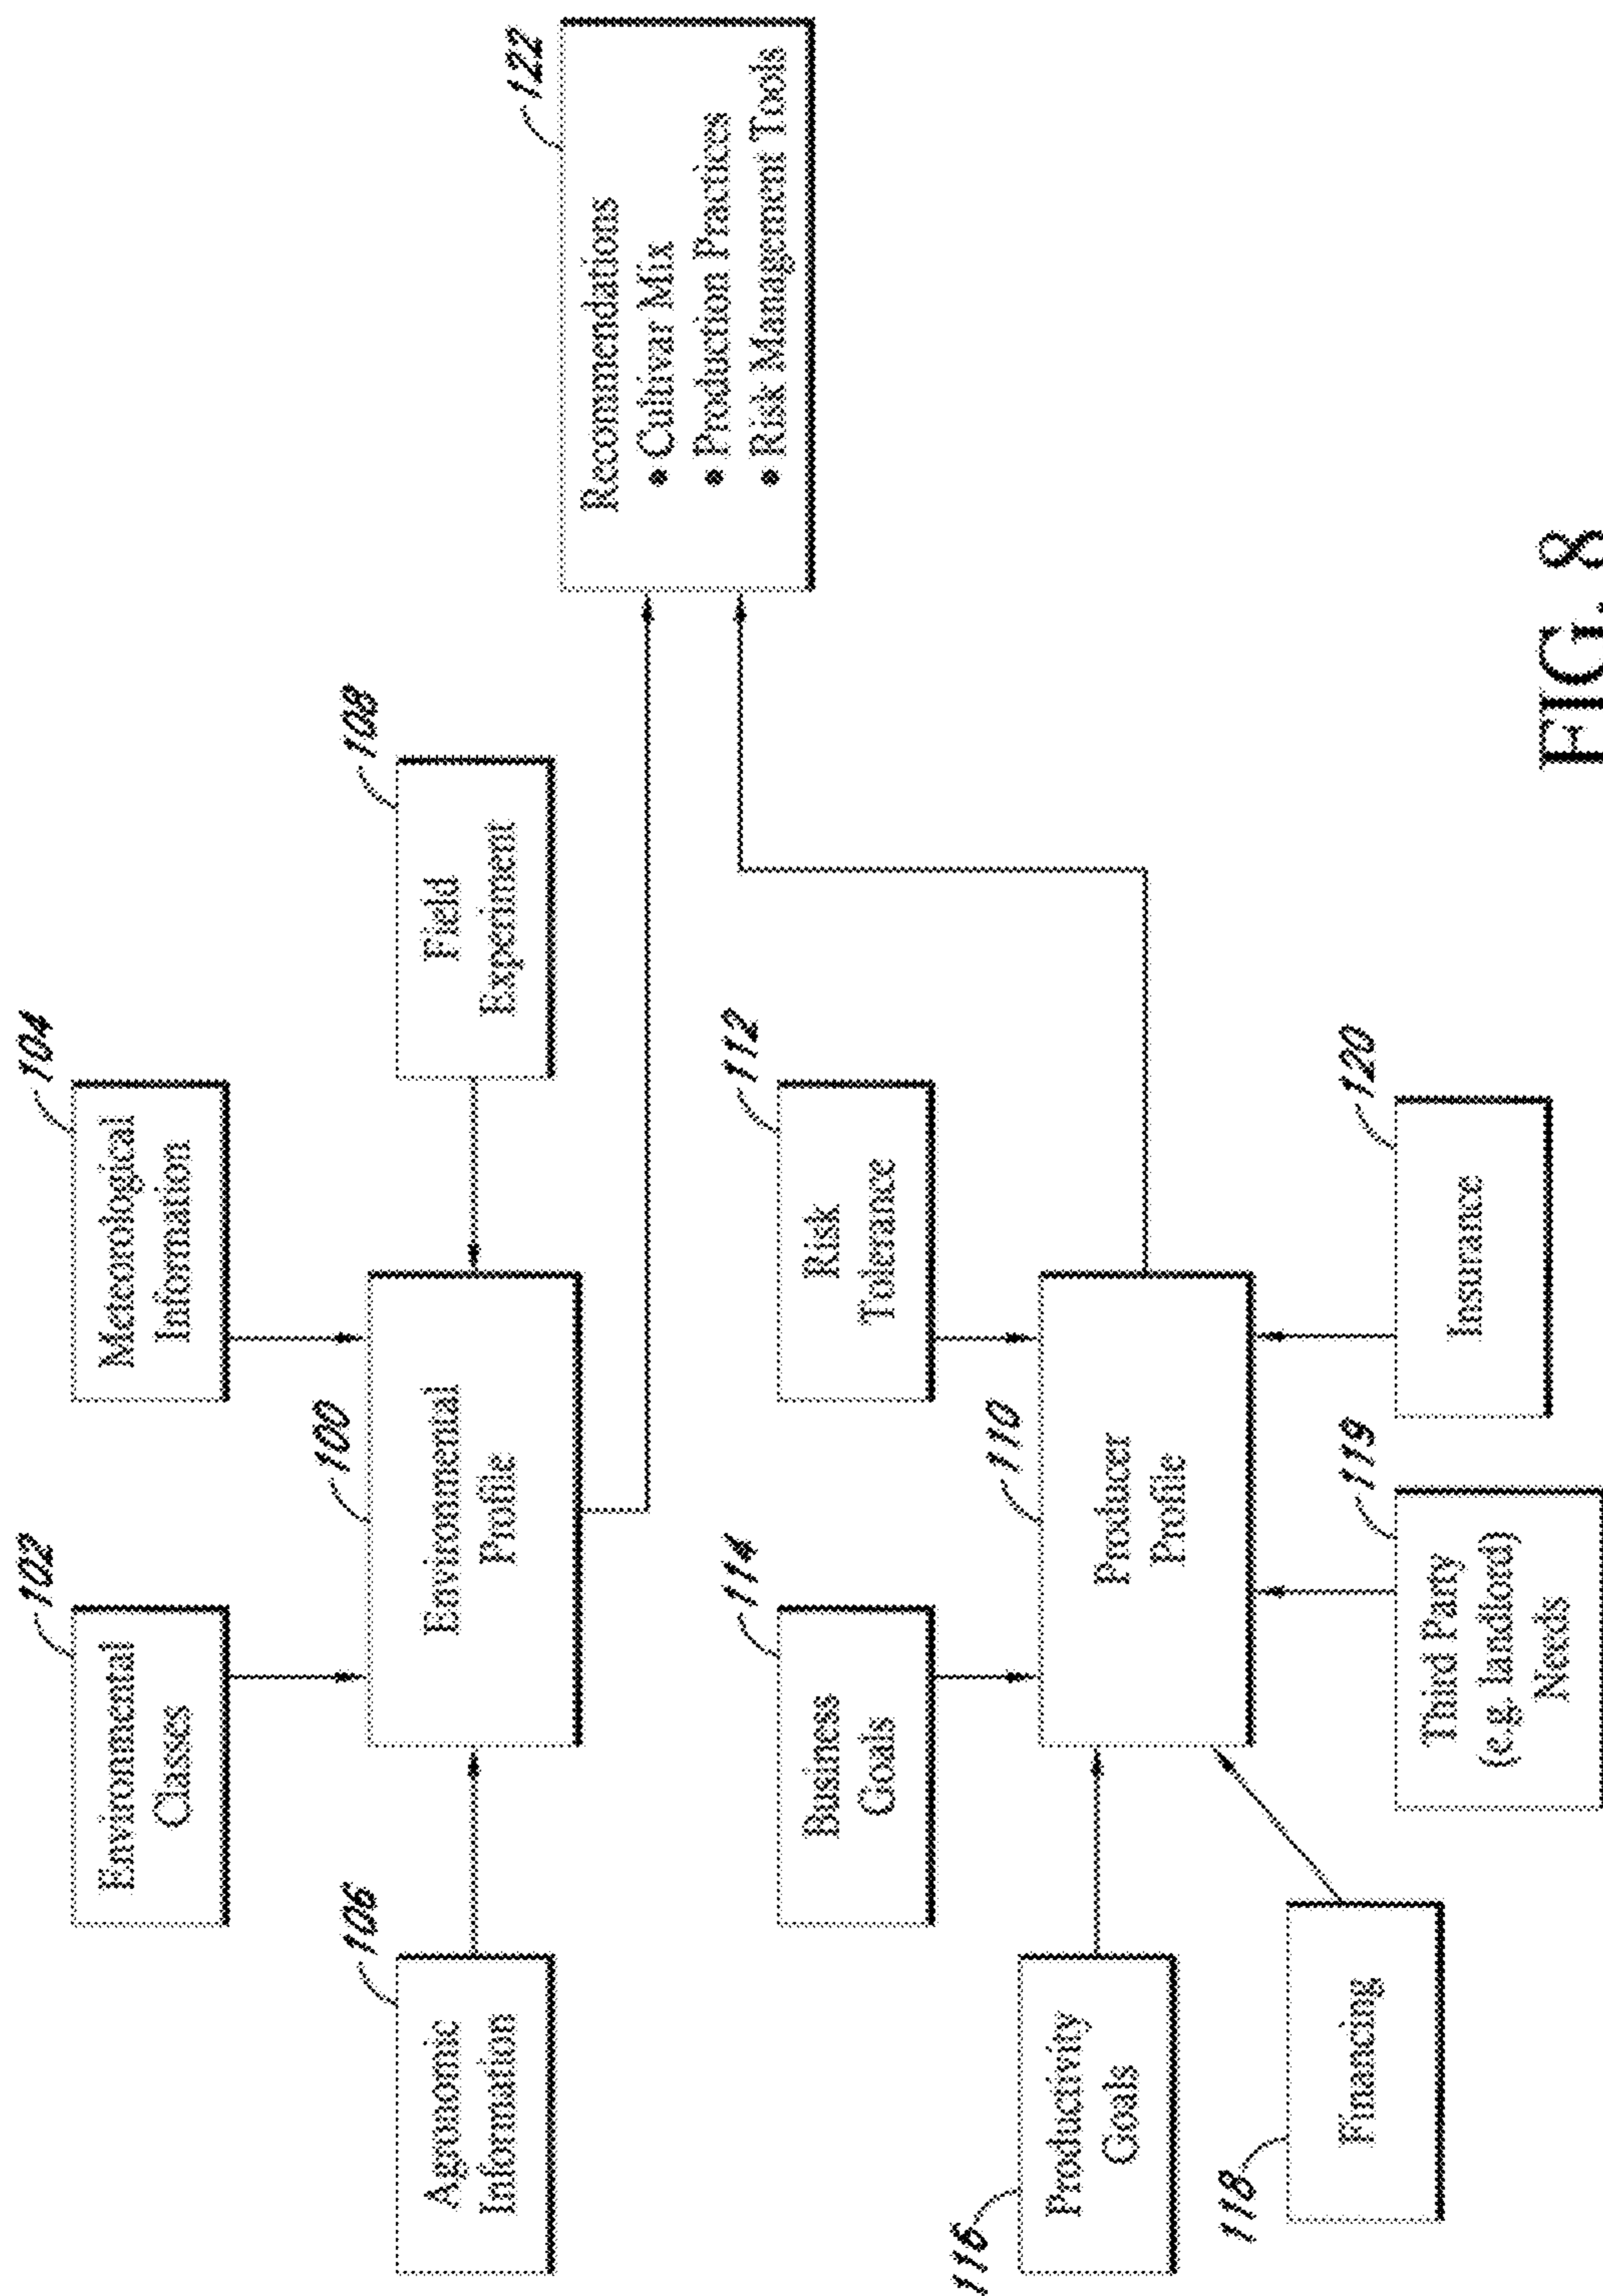 102
Environmental
Classes
104
Meteorological
Information
106
Agronomic
Information
100
Environmental
Profile
108
Field
Experiment
122
Recommendations
• Cultivar Mix
• Production Practices
• Risk Management Tools
114
Business
Goals
112
Risk
Tolerance
116
Productivity
Goals
110
Producer
Profile
118
Financing
119
Third Party
(e.g. landlord)
Needs
120
Insurance
FIG. 8